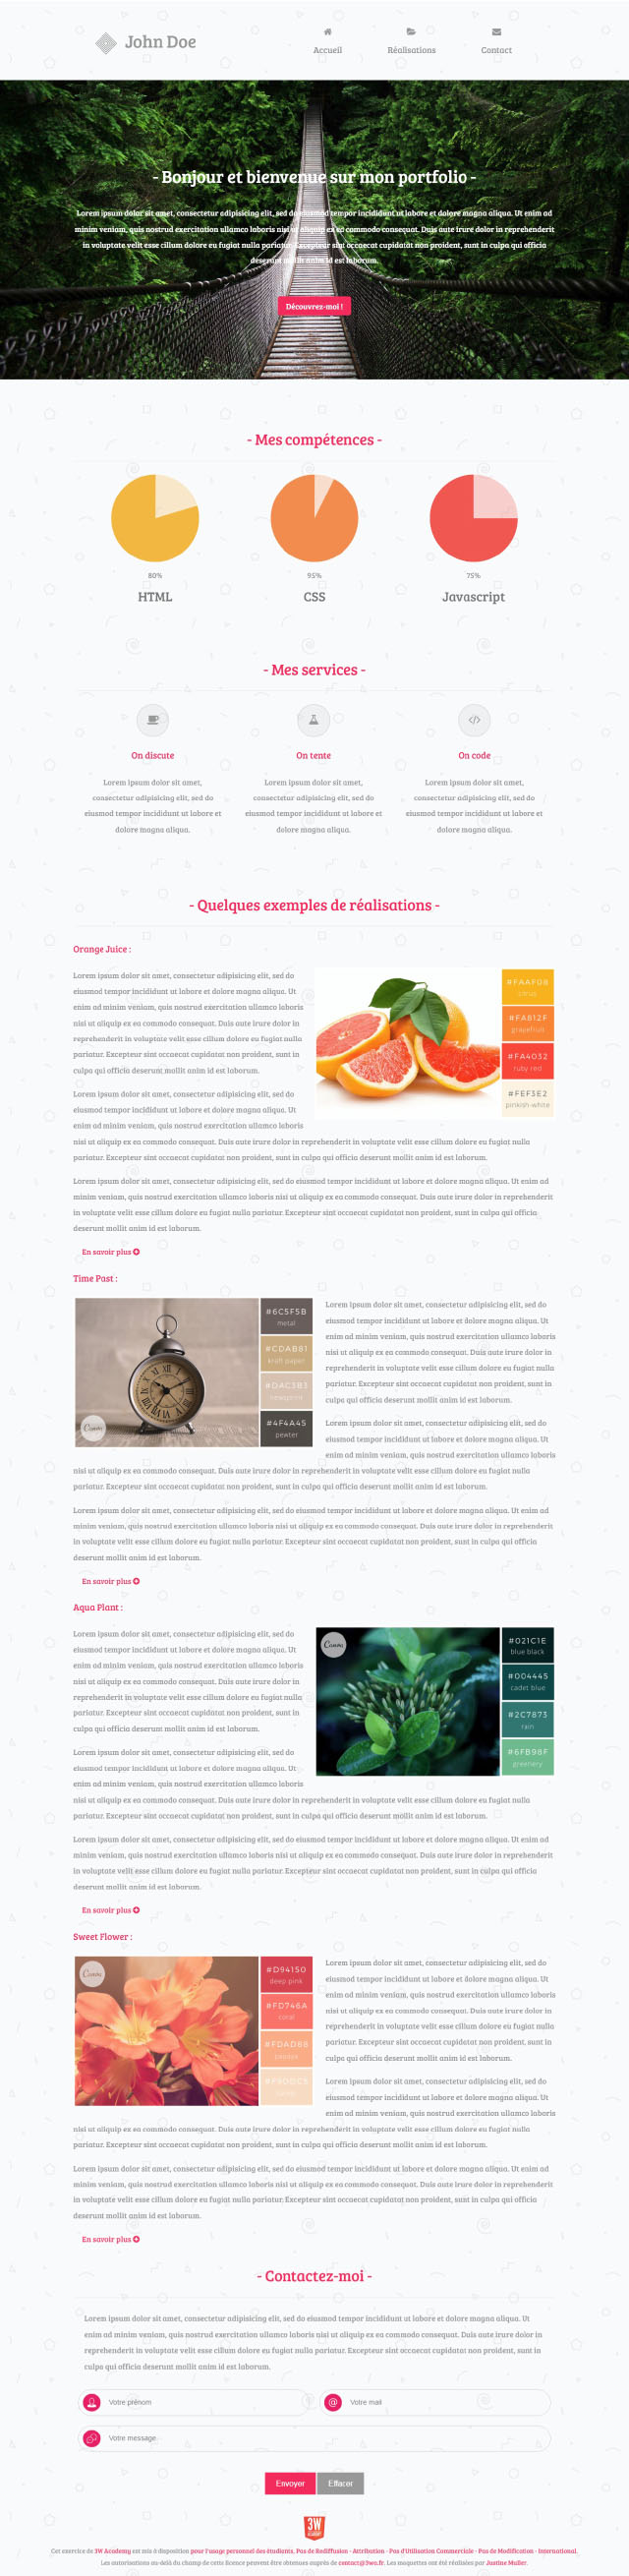 John Doe
Accueil
Réalisations
Contact
- Bonjour et bienvenue sur mon portfolio -
Lorem ipsum dolor sit amet, consectetur adipisicing elit, sed do eiusmod tempor incididunt ut labore et dolore magna aliqua. Ut enim ad
minim veniam, quis nostrud exercitation ullamco laboris nisi ut aliquip ex ea commodo consequat. Duis aute irure dolor in reprehenderit
in voluptate velit esse cillum dolore eu fugiat nulla pariatur. Excepteur sint occaecat cupidatat non proident, sunt in culpa qui officia
deserunt mollit anim id est laborum.
Découvrez-moi !
- Mes compétences -
80%
95%
75%
HTML
CSS
Javascript
- Mes services -
On discute
On tente
On code
Lorem ipsum dolor sit amet,
consectetur adipisicing elit, sed do
eiusmod tempor incididunt ut labore et
dolore magna aliqua.
Lorem ipsum dolor sit amet,
consectetur adipisicing elit, sed do
eiusmod tempor incididunt ut labore et
dolore magna aliqua.
Lorem ipsum dolor sit amet,
consectetur adipisicing elit, sed do
eiusmod tempor incididunt ut labore et
dolore magna aliqua.
- Quelques exemples de réalisations -
Orange Juice :
Lorem ipsum dolor sit amet, consectetur adipisicing elit, sed do
eiusmod tempor incididunt ut labore et dolore magna aliqua. Ut
enim ad minim veniam, quis nostrud exercitation ullamco laboris
nisi ut aliquip ex ea commodo consequat. Duis aute irure dolor in
reprehenderit in voluptate velit esse cillum dolore eu fugiat nulla
pariatur. Excepteur sint occaecat cupidatat non proident, sunt in
culpa qui officia deserunt mollit anim id est laborum.
#FAAF08
citrus
#FA812F
grapefruit
#FA4032
ruby red
#FEF3E2
pinkish-white
Lorem ipsum dolor sit amet, consectetur adipisicing elit, sed do
eiusmod tempor incididunt ut labore et dolore magna aliqua. Ut
enim ad minim veniam, quis nostrud exercitation ullamco laboris
nisi ut aliquip ex ea commodo consequat. Duis aute irure dolor in reprehenderit in voluptate velit esse cillum dolore eu fugiat nulla
pariatur. Excepteur sint occaecat cupidatat non proident, sunt in culpa qui officia deserunt mollit anim id est laborum.
Lorem ipsum dolor sit amet, consectetur adipisicing elit, sed do eiusmod tempor incididunt ut labore et dolore magna aliqua. Ut enim ad
minim veniam, quis nostrud exercitation ullamco laboris nisi ut aliquip ex ea commodo consequat. Duis aute irure dolor in reprehenderit
in voluptate velit esse cillum dolore eu fugiat nulla pariatur. Excepteur sint occaecat cupidatat non proident, sunt in culpa qui officia
deserunt mollit anim id est laborum.
En savoir plus
Time Past :
#6C5F5B
metal
#CDAB81
kraft paper
#DAC3B3
newsprint
#4F4A45
pewter
Canva
Lorem ipsum dolor sit amet, consectetur adipisicing elit, sed do
eiusmod tempor incididunt ut labore et dolore magna aliqua. Ut
enim ad minim veniam, quis nostrud exercitation ullamco laboris
nisi ut aliquip ex ea commodo consequat. Duis aute irure dolor in
reprehenderit in voluptate velit esse cillum dolore eu fugiat nulla
pariatur. Excepteur sint occaecat cupidatat non proident, sunt in
culpa qui officia deserunt mollit anim id est laborum.
Lorem ipsum dolor sit amet, consectetur adipisicing elit, sed do
eiusmod tempor incididunt ut labore et dolore magna aliqua. Ut
enim ad minim veniam, quis nostrud exercitation ullamco laboris
nisi ut aliquip ex ea commodo consequat. Duis aute irure dolor in reprehenderit in voluptate velit esse cillum dolore eu fugiat nulla
pariatur. Excepteur sint occaecat cupidatat non proident, sunt in culpa qui officia deserunt mollit anim id est laborum.
Lorem ipsum dolor sit amet, consectetur adipisicing elit, sed do eiusmod tempor incididunt ut labore et dolore magna aliqua. Ut enim ad
minim veniam, quis nostrud exercitation ullamco laboris nisi ut aliquip ex ea commodo consequat. Duis aute irure dolor in reprehenderit
in voluptate velit esse cillum dolore eu fugiat nulla pariatur. Excepteur sint occaecat cupidatat non proident, sunt in culpa qui officia
deserunt mollit anim id est laborum.
En savoir plus
Aqua Plant :
Lorem ipsum dolor sit amet, consectetur adipisicing elit, sed do
eiusmod tempor incididunt ut labore et dolore magna aliqua. Ut
enim ad minim veniam, quis nostrud exercitation ullamco laboris
nisi ut aliquip ex ea commodo consequat. Duis aute irure dolor in
reprehenderit in voluptate velit esse cillum dolore eu fugiat nulla
pariatur. Excepteur sint occaecat cupidatat non proident, sunt in
culpa qui officia deserunt mollit anim id est laborum.
Canva
#021C1E
blue black
#004445
cadet blue
#2C7873
rain
#6FB98F
greenery
Lorem ipsum dolor sit amet, consectetur adipisicing elit, sed do
eiusmod tempor incididunt ut labore et dolore magna aliqua. Ut
enim ad minim veniam, quis nostrud exercitation ullamco laboris
nisi ut aliquip ex ea commodo consequat. Duis aute irure dolor in reprehenderit in voluptate velit esse cillum dolore eu fugiat nulla
pariatur. Excepteur sint occaecat cupidatat non proident, sunt in culpa qui officia deserunt mollit anim id est laborum.
Lorem ipsum dolor sit amet, consectetur adipisicing elit, sed do eiusmod tempor incididunt ut labore et dolore magna aliqua. Ut enim ad
minim veniam, quis nostrud exercitation ullamco laboris nisi ut aliquip ex ea commodo consequat. Duis aute irure dolor in reprehenderit
in voluptate velit esse cillum dolore eu fugiat nulla pariatur. Excepteur sint occaecat cupidatat non proident, sunt in culpa qui officia
deserunt mollit anim id est laborum.
En savoir plus
Sweet Flower :
Canva
#D94150
deep pink
#FD746A
coral
Lorem ipsum dolor sit amet, consectetur adipisicing elit, sed do
eiusmod tempor incididunt ut labore et dolore magna aliqua. Ut
enim ad minim veniam, quis nostrud exercitation ullamco laboris
nisi ut aliquip ex ea commodo consequat. Duis aute irure dolor in
reprehenderit in voluptate velit esse cillum dolore eu fugiat nulla
pariatur. Excepteur sint occaecat cupidatat non proident, sunt in
culpa qui officia deserunt mollit anim id est laborum.
Lorem ipsum dolor sit amet, consectetur adipisicing elit, sed do
eiusmod tempor incididunt ut labore et dolore magna aliqua. Ut
enim ad minim veniam, quis nostrud exercitation ullamco laboris
nisi ut aliquip ex ea commodo consequat. Duis aute irure dolor in reprehenderit in voluptate velit esse cillum dolore eu fugiat nulla
pariatur. Excepteur sint occaecat cupidatat non proident, sunt in culpa qui officia deserunt mollit anim id est laborum.
Lorem ipsum dolor sit amet, consectetur adipisicing elit, sed do eiusmod tempor incididunt ut labore et dolore magna aliqua. Ut enim ad
minim veniam, quis nostrud exercitation ullamco laboris nisi ut aliquip ex ea commodo consequat. Duis aute irure dolor in reprehenderit
in voluptate velit esse cillum dolore eu fugiat nulla pariatur. Excepteur sint occaecat cupidatat non proident, sunt in culpa qui officia
deserunt mollit anim id est laborum.
En savoir plus
- Contactez-moi -
Lorem ipsum dolor sit amet, consectetur adipisicing elit, sed do eiusmod tempor incididunt ut labore et dolore magna aliqua. Ut
enim ad minim veniam, quis nostrud exercitation ullamco laboris nisi ut aliquip ex ea commodo consequat. Duis aute irure dolor in
reprehenderit in voluptate velit esse cillum dolore eu fugiat nulla pariatur. Excepteur sint occaecat cupidatat non proident, sunt in
culpa qui officia deserunt mollit anim id est laborum.
Votre prénom
@ Votre mail
Votre message
Envoyer
Effacer
3W
Cet exercice de 3W Academy est mis à disposition pour l'usage personnel des étudiants. Pas de Rediffusion - Attribution - Pas d'Utilisation Commerciale - Pas de Modification - International.
Les autorisations au-delà du champ de cette licence peuvent être obtenues auprès de contact@3wa.fr. Les maquettes ont été réalisées par Justine Muller.